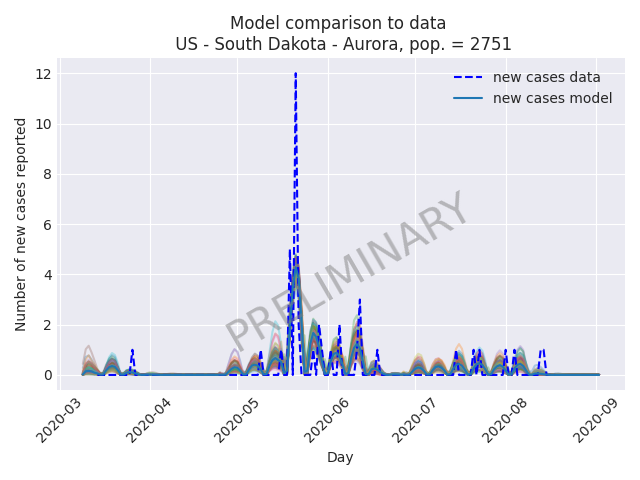 Model comparison to data
US - South Dakota - Aurora, pop. = 2751
new cases data
new cases model
PRELIMINARY
Number of new cases reported
12
10
8
6
4
2
0
2020-03
2020-04
2020-05
2020-06
2020-07
2020-08
2020-09
Day